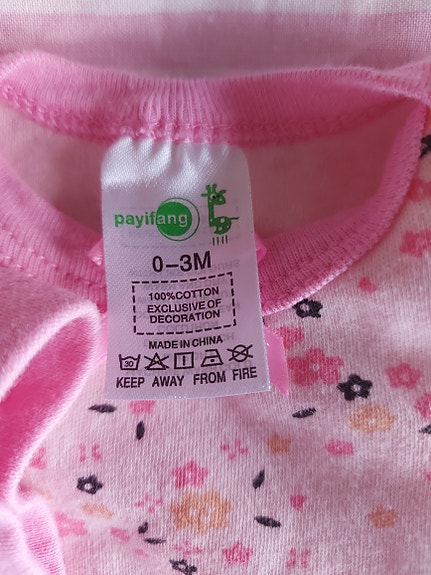 payifang
0-3M
100%COTTON
EXCLUSIVE OF
DECORATION
MADE IN CHINA
30
KEEP AWAY FROM FIRE